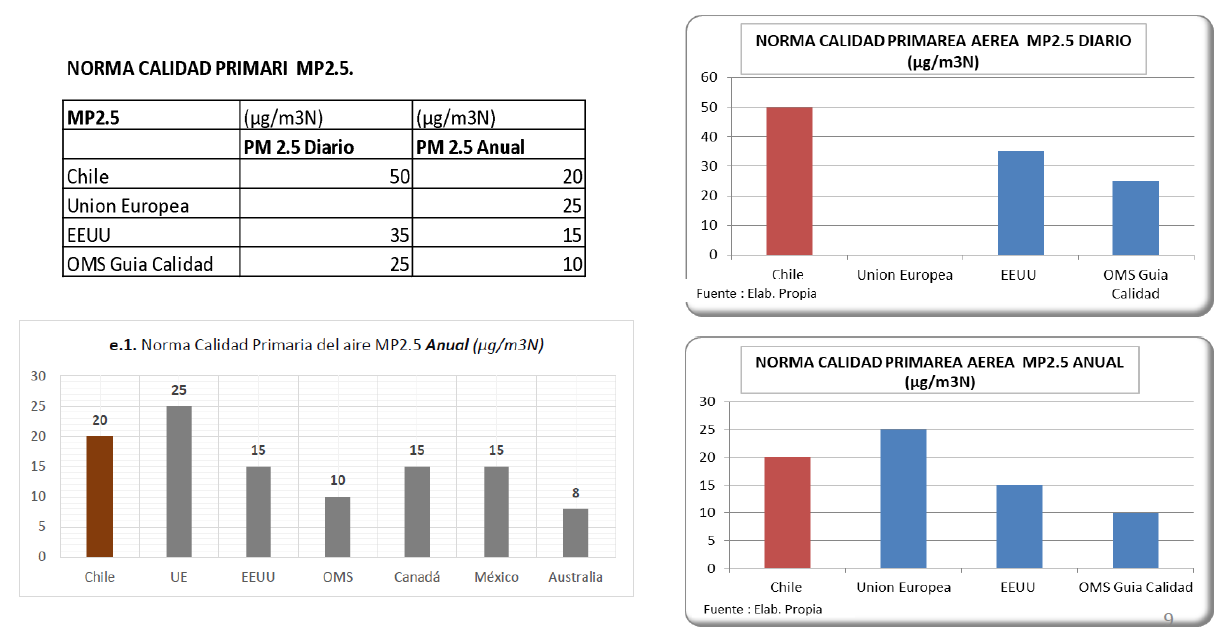 NORMA CALIDAD PRIMARI MP2.5.
MP2.5 (µg/m3N) (µg/m3N)
PM 2.5 Diario PM 2.5 Anual
Chile 50 20
Union Europea 25
EEUU 35 15
OMS Guia Calidad 25 10
e.1. Norma Calidad Primaria del aire MP2.5 Anual (µg/m3N)
30
25
20
15
10
5
0
20 25 15 10 15 15 8
Chile UE EEUU OMS Canadá México Australia
NORMA CALIDAD PRIMAREA AEREA MP2.5 DIARIO
(µg/m3N)
60
50
40
30
20
10
0
Chile Union Europea EEUU OMS Guia
Calidad
Fuente : Elab. Propia
NORMA CALIDAD PRIMAREA AEREA MP2.5 ANUAL
(µg/m3N)
30
25
20
15
10
5
0
Chile Union Europea EEUU OMS Guia Calidad
Fuente : Elab. Propia
9